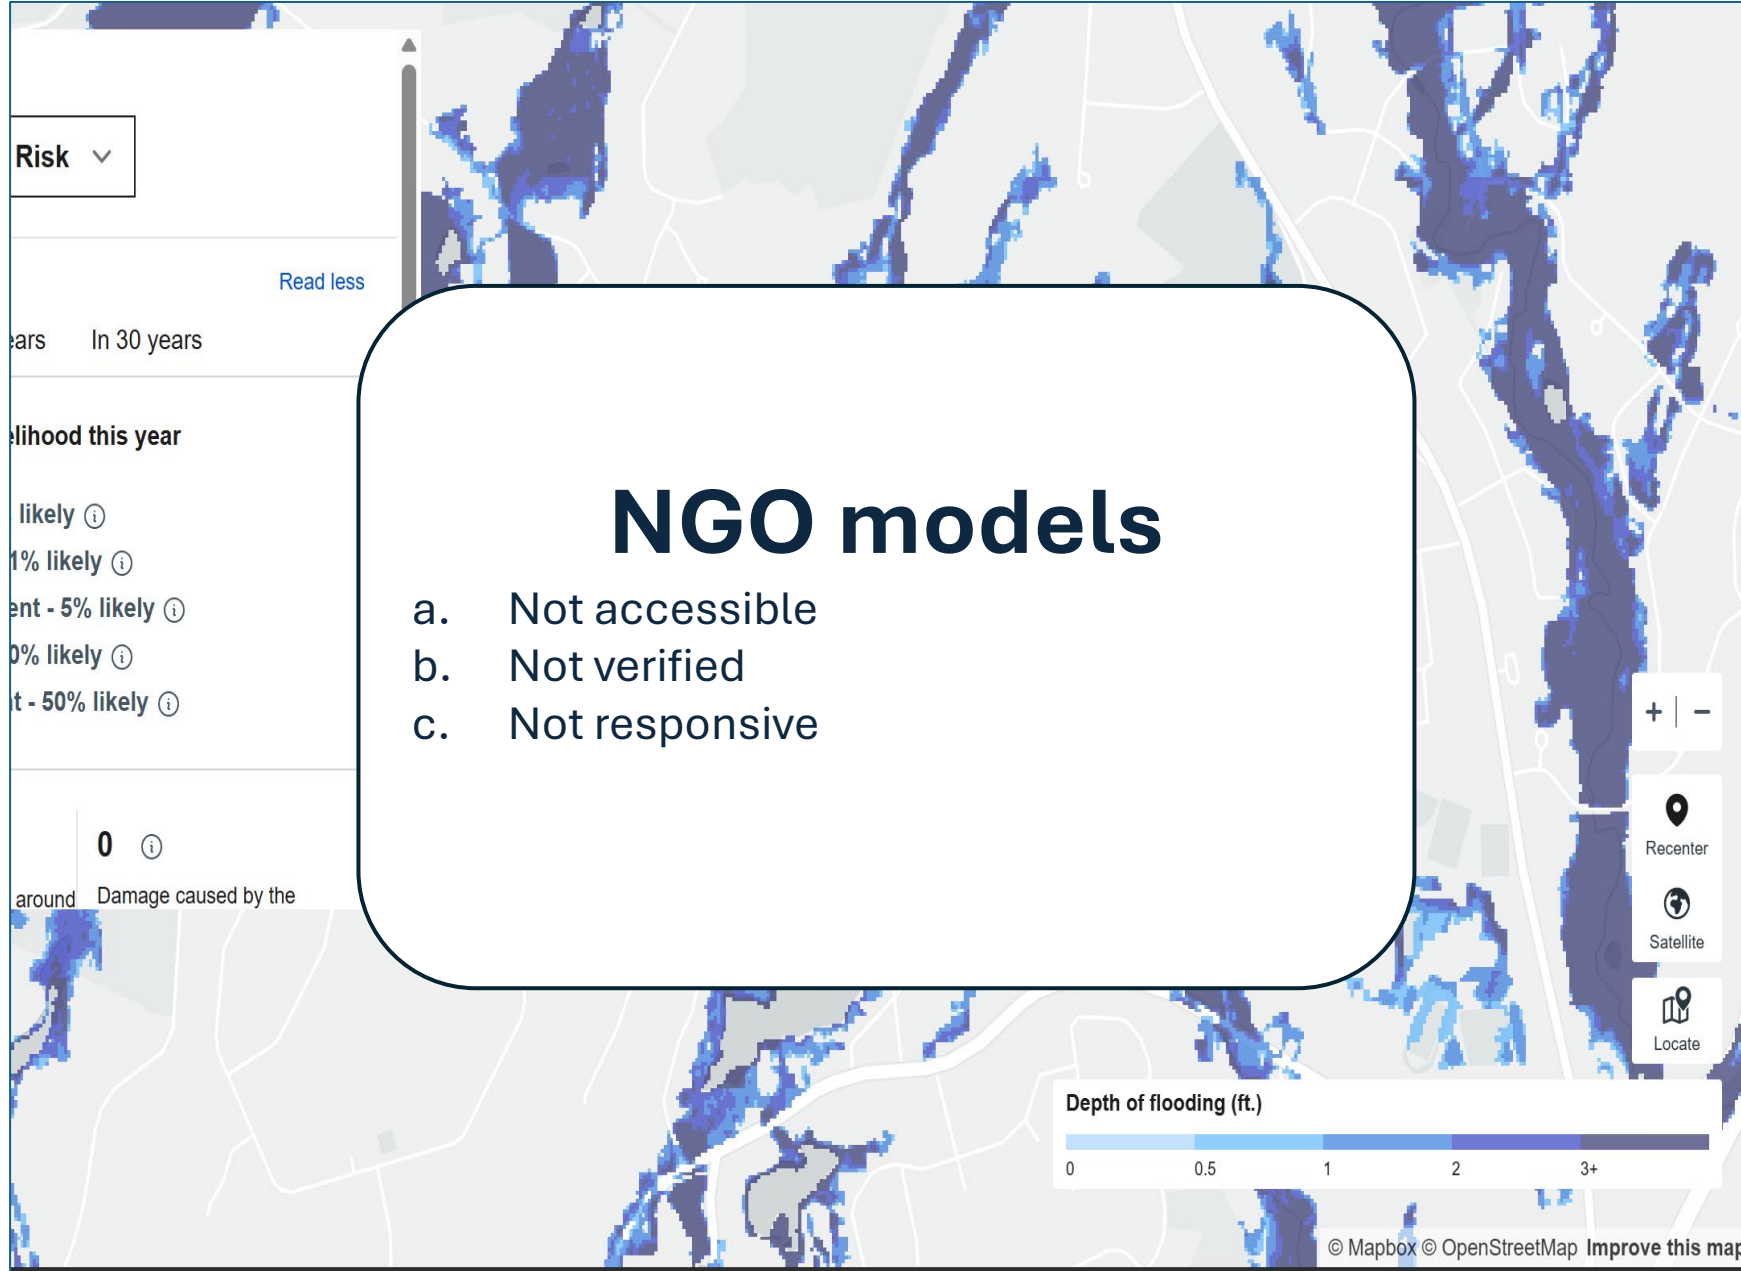 Risk
Read less
ears In 30 years
elihood this year
likely
1% likely
ent - 5% likely
0% likely
t - 50% likely
0
around Damage caused by the
NGO models
a. Not accessible
b. Not verified
c. Not responsive
+ | −
Recenter
Satellite
Locate
Depth of flooding (ft.)
0 0.5 1 2 3+
© Mapbox © OpenStreetMap Improve this map